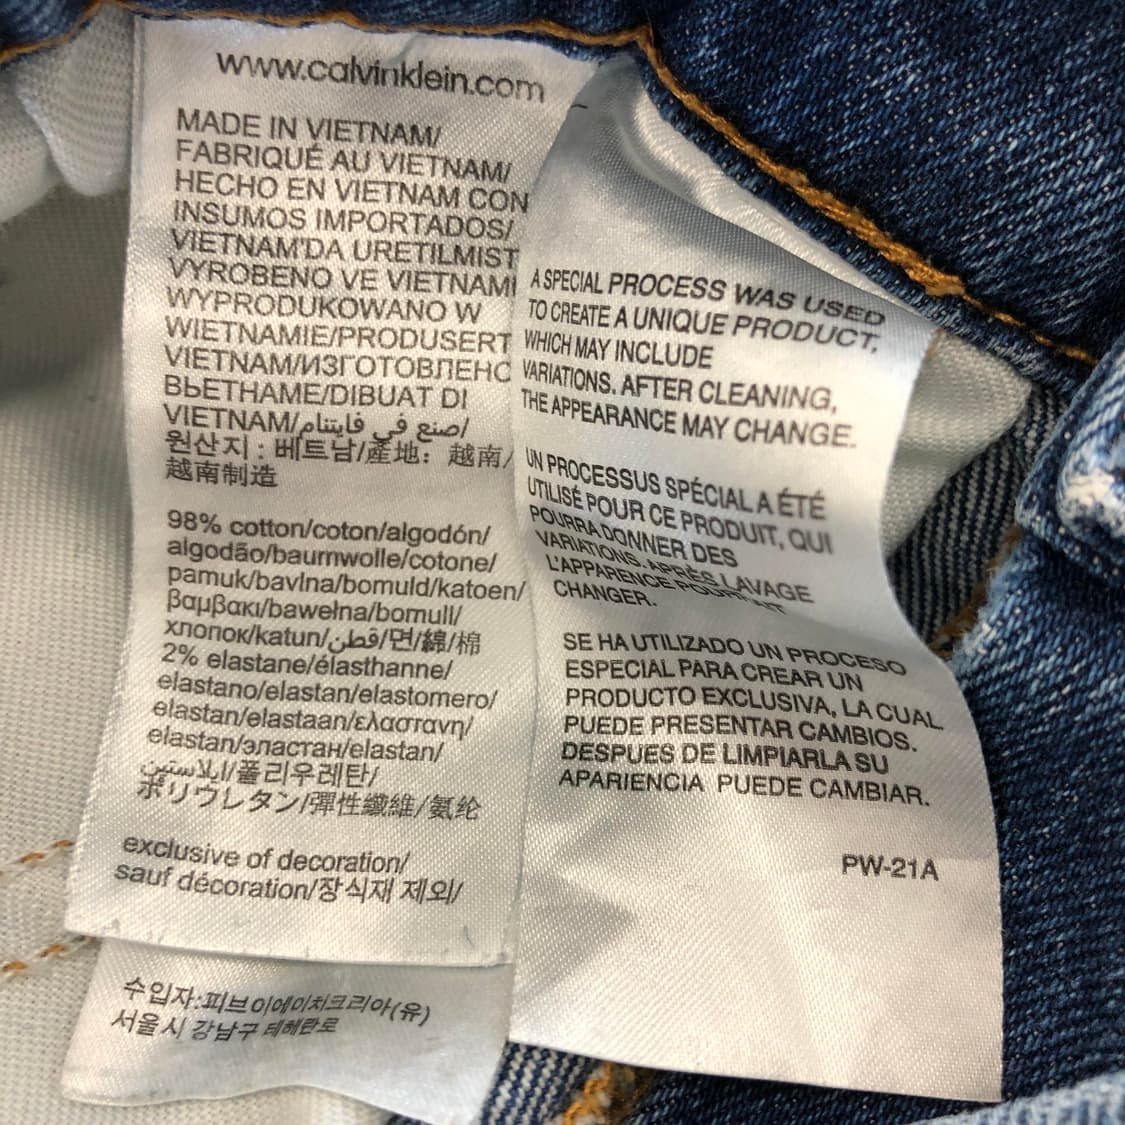 www.calvinklein.com
MADE IN VIETNAM/
FABRIQUÉ AU VIETNAM/
HECHO EN VIETNAM CON
INSUMOS IMPORTADOS/
VIETNAM'DA URETILMIST
VYROBENO VE VIETNAMU
WYPRODUKOWANO W
WIETNAMIE/PRODUSERT
VIETNAM/ИЗГОТОВЛЕНО
ВЬЕТНАМЕ/DIBUAT DI
VIETNAM/صنع في فايتنام/
원산지 : 베트남/產地：越南/
越南制造
98% cotton/coton/algodón/
algodão/baumwolle/cotone/
pamuk/bavlna/bomuld/katoen/
βαμβακι/bawełna/bomull/
хлопок/katun/قطن/면/綿/棉
2% elastane/élasthanne/
elastano/elastan/elastomero/
elastan/elastaan/ελαστανη/
elastan/эластан/elastan/
ايلاستين/폴리우레탄/
ポリウレタン/彈性纖維/氨纶
exclusive of decoration/
sauf décoration/장식재 제외/
수입자:피브이에이치크리아(유)
서울시 강남구 테헤란로
A SPECIAL PROCESS WAS USED
TO CREATE A UNIQUE PRODUCT,
WHICH MAY INCLUDE
VARIATIONS. AFTER CLEANING,
THE APPEARANCE MAY CHANGE.
UN PROCESSUS SPÉCIAL A ÉTÉ
UTILISÉ POUR CE PRODUIT, QUI
POURRA DONNER DES
VARIATIONS. APRÈS LAVAGE
L'APPARENCE POURRAIT
CHANGER.
SE HA UTILIZADO UN PROCESO
ESPECIAL PARA CREAR UN
PRODUCTO EXCLUSIVA, LA CUAL
PUEDE PRESENTAR CAMBIOS.
DESPUES DE LIMPIARLA SU
APARIENCIA PUEDE CAMBIAR.
PW-21A